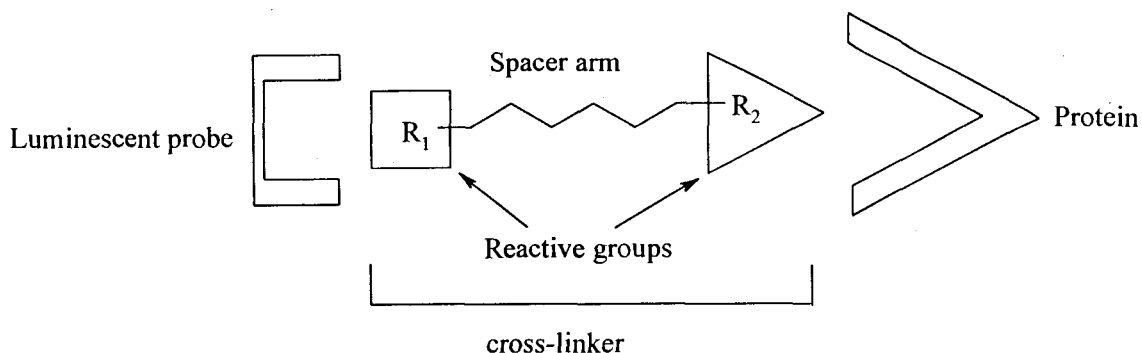 Spacer arm
Luminescent probe
R1
R2
Protein
Reactive groups
cross-linker